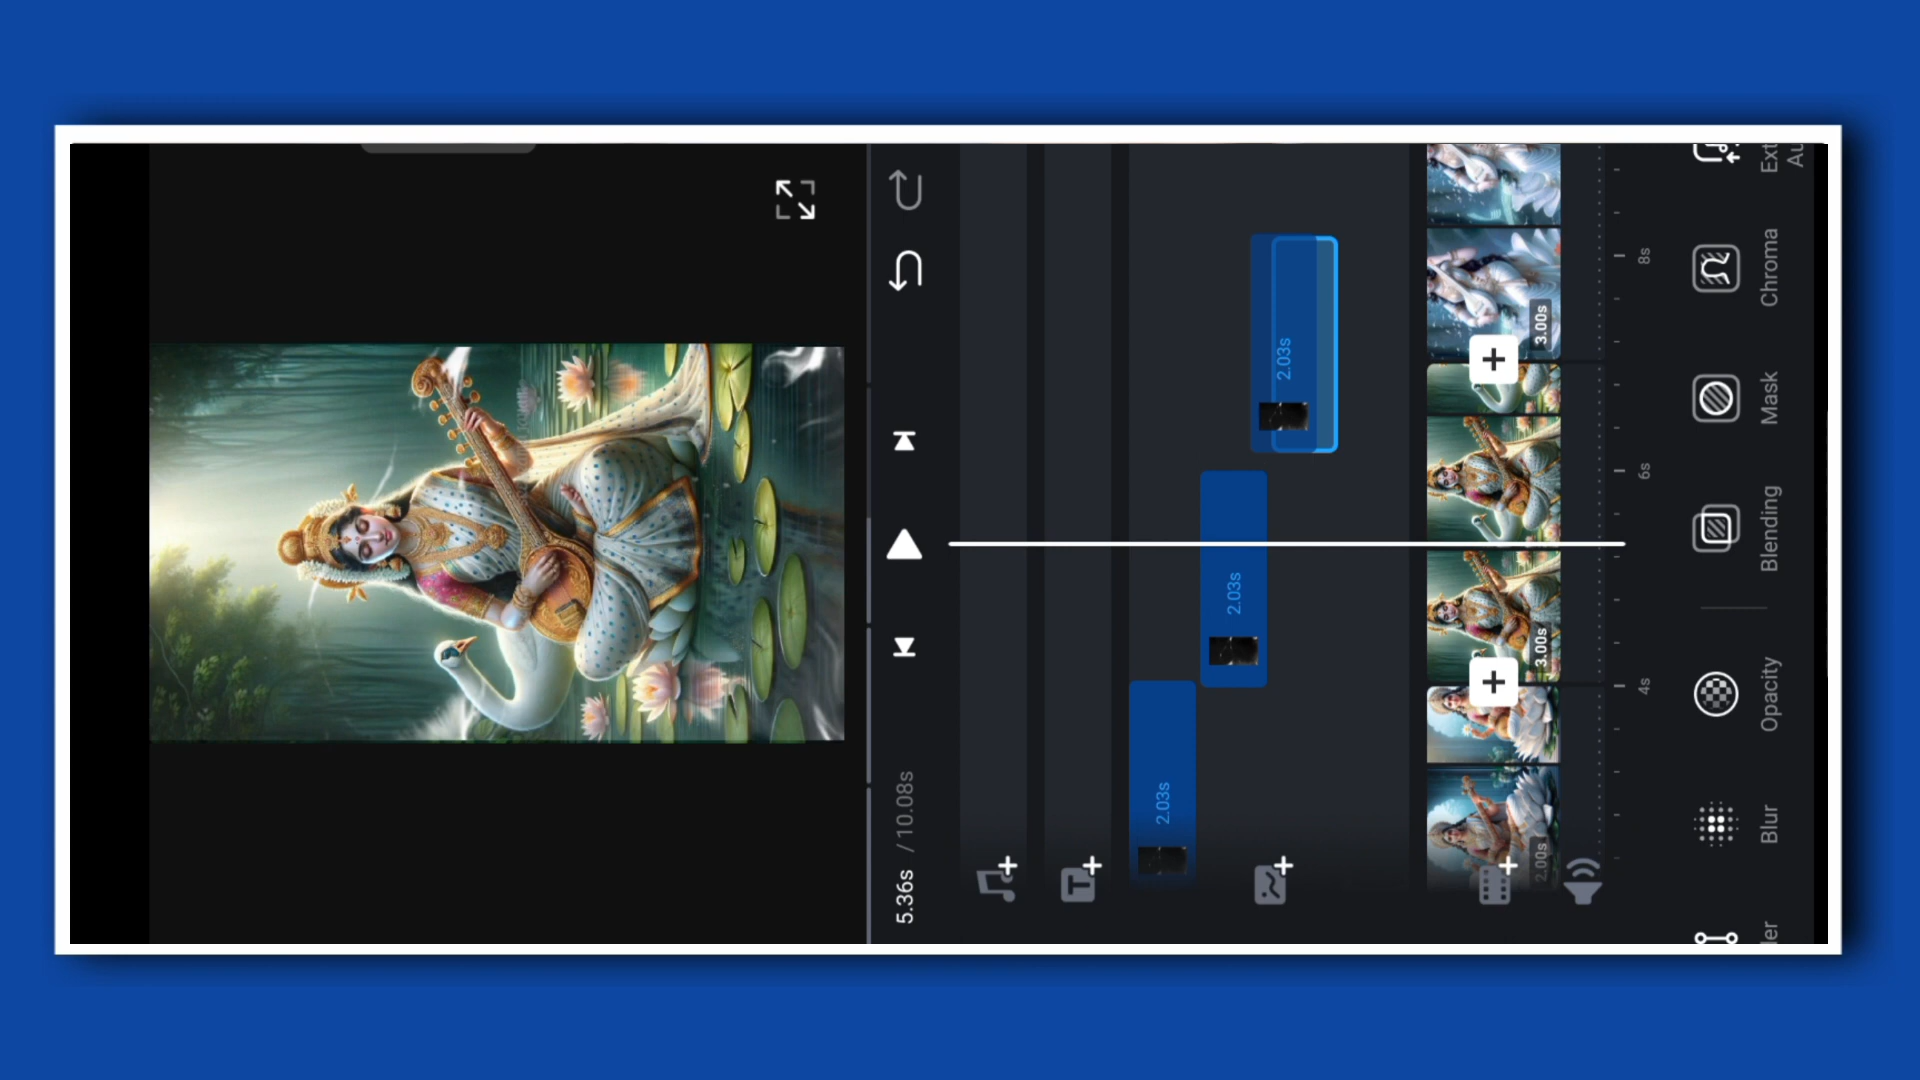 5.36s / 10.08s
T
2.03s
2.03s
2.03s
2.00s
3.00s
3.00s
4s
6s
8s
Blur
Opacity
Blending
Mask
Chroma